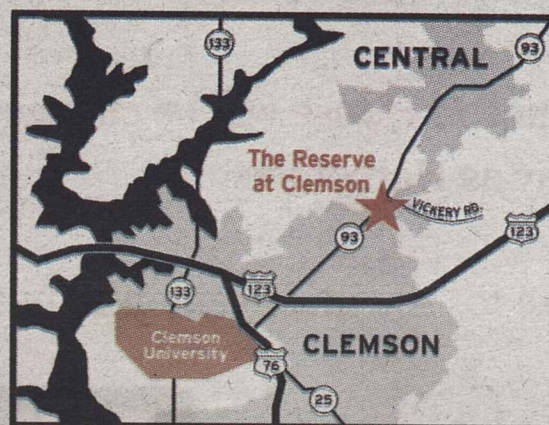 133
93
CENTRAL
The Reserve
at Clemson
VICKERY RD.
93
123
133
123
Clemson
University
CLEMSON
76
25